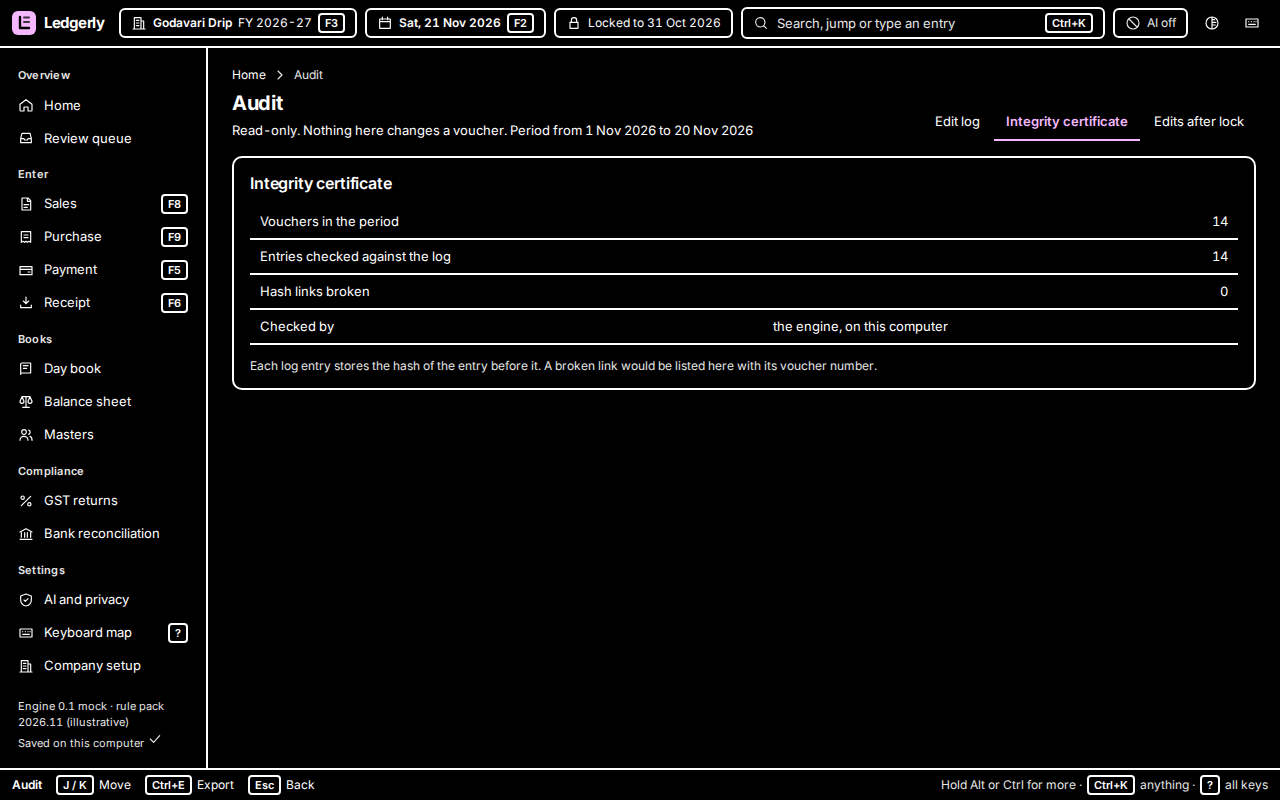 Ledgerly
Godavari Drip FY 2026-27 F3
Sat, 21 Nov 2026 F2
Locked to 31 Oct 2026
Search, jump or type an entry Ctrl+K
AI off
Overview
Home
Review queue
Enter
Sales F8
Purchase F9
Payment F5
Receipt F6
Books
Day book
Balance sheet
Masters
Compliance
GST returns
Bank reconciliation
Settings
AI and privacy
Keyboard map ?
Company setup
Engine 0.1 mock · rule pack
2026.11 (illustrative)
Saved on this computer
Home > Audit
Audit
Read-only. Nothing here changes a voucher. Period from 1 Nov 2026 to 20 Nov 2026
Edit log Integrity certificate Edits after lock
Integrity certificate
Vouchers in the period 14
Entries checked against the log 14
Hash links broken 0
Checked by the engine, on this computer
Each log entry stores the hash of the entry before it. A broken link would be listed here with its voucher number.
Audit J / K Move Ctrl+E Export Esc Back
Hold Alt or Ctrl for more · Ctrl+K anything · ? all keys